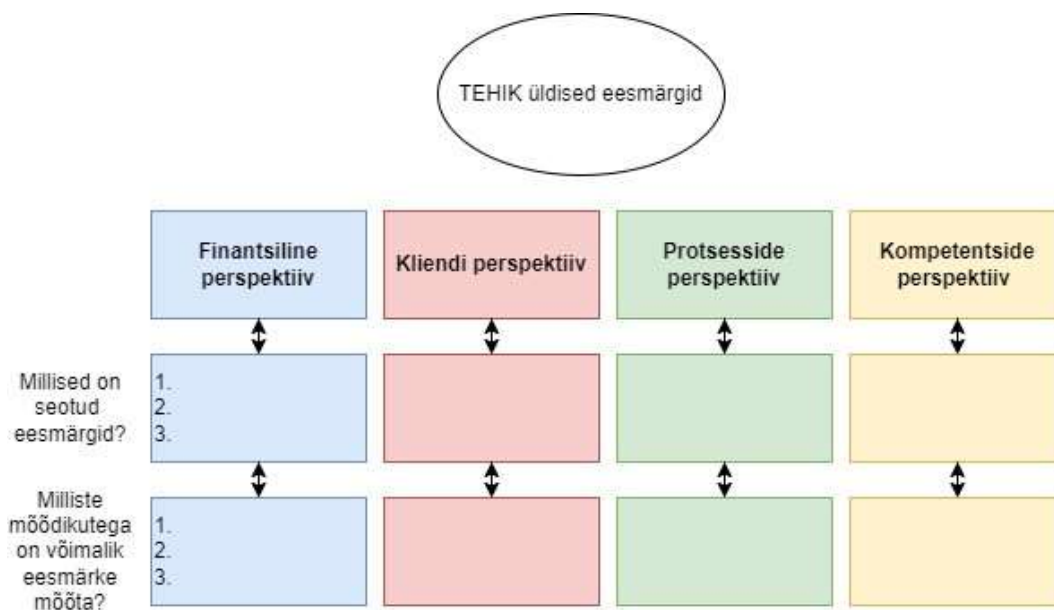 TEHIK üldised eesmärgid
Finantsiline
perspektiiv
Kliendi perspektiiv
Protsesside
perspektiiv
Kompetentside
perspektiiv
Millised on
seotud
eesmärgid?
1.
2.
3.
Milliste
mõõdikutega
on võimalik
eesmärke
mõõta?
1.
2.
3.